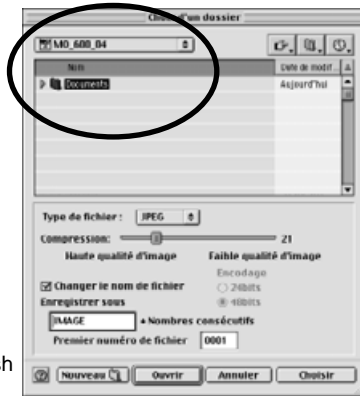 Choix d'un dossier
MO_600_04
Nom Date de modif...
Documents Aujourd'hui
Type de fichier : JPEG
Compression: 21
Haute qualité d'image Faible qualité d'image
Encodage
Changer le nom de fichier 24bits
Enregistrer sous 48bits
IMAGE + Nombres consécutifs
Premier numéro de fichier 0001
sh
Nouveau Ouvrir Annuler Choisir